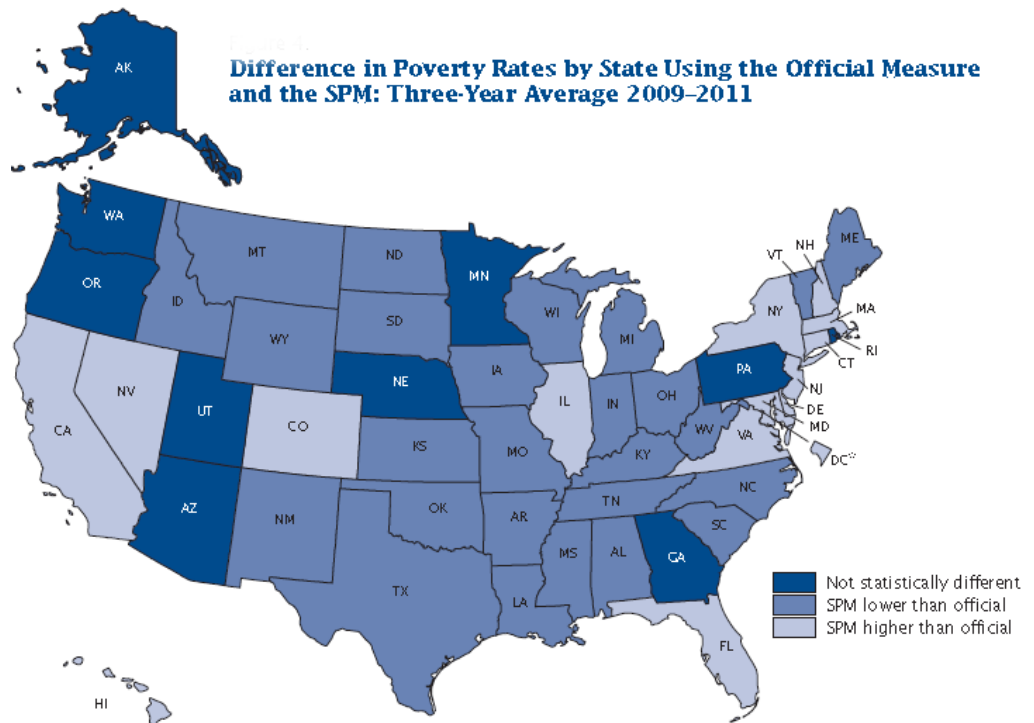 Figure 4.
Difference in Poverty Rates by State Using the Official Measure
and the SPM: Three-Year Average 2009–2011
AK
WA
MT
ND
MN
VT
NH
ME
OR
ID
SD
WI
NY
MA
WY
MI
RI
CT
NV
NE
IA
PA
NJ
UT
IL
IN
OH
DE
CA
CO
WV
MD
VA
KS
MO
KY
DC*
NC
TN
AZ
OK
NM
AR
SC
MS
AL
GA
TX
LA
FL
HI
Not statistically different
SPM lower than official
SPM higher than official